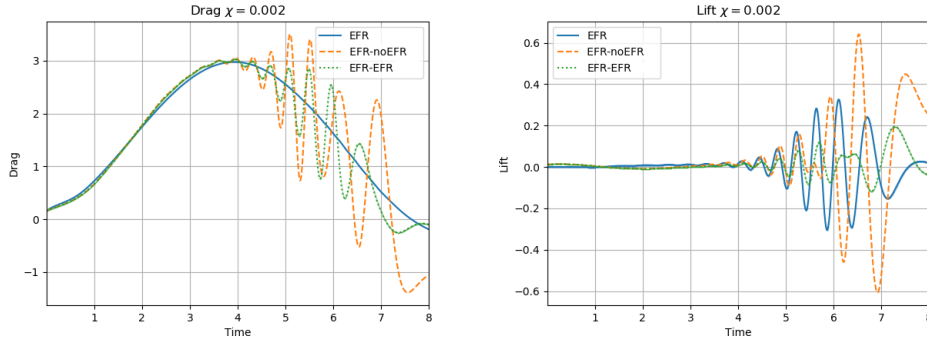 Drag χ = 0.002
EFR
EFR-noEFR
EFR-EFR
3
2
1
0
−1
Drag
1 2 3 4 5 6 7 8
Time
Lift χ = 0.002
EFR
EFR-noEFR
EFR-EFR
0.6
0.4
0.2
0.0
−0.2
−0.4
−0.6
Lift
1 2 3 4 5 6 7 8
Time